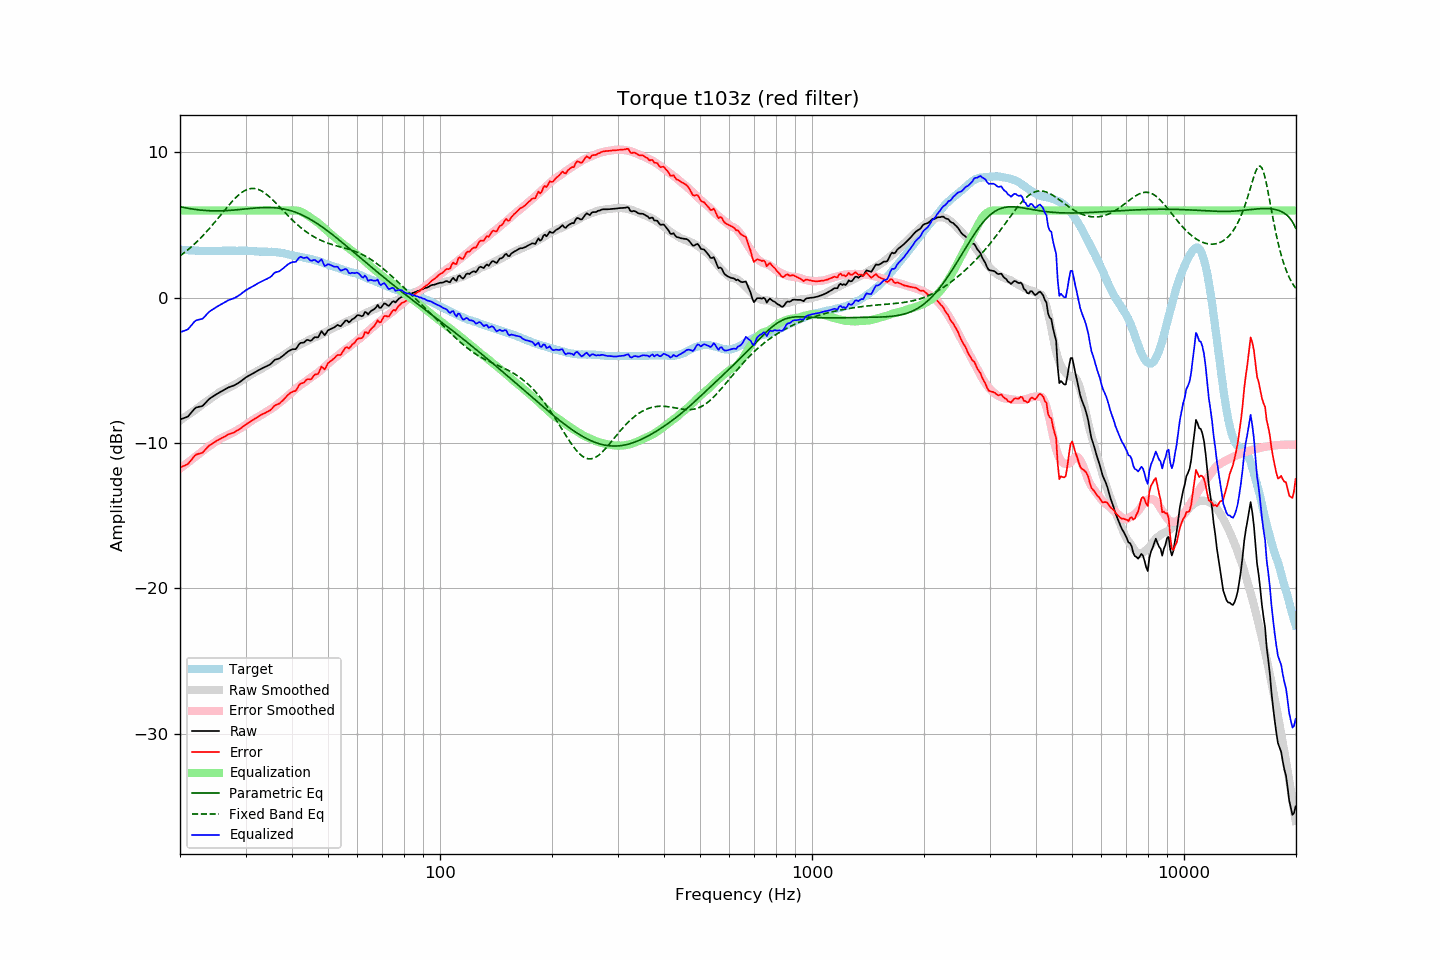 Torque t103z (red filter)
10
0
−10
−20
−30
Amplitude (dBr)
Target
Raw Smoothed
Error Smoothed
Raw
Error
Equalization
Parametric Eq
Fixed Band Eq
Equalized
100
1000
10000
Frequency (Hz)